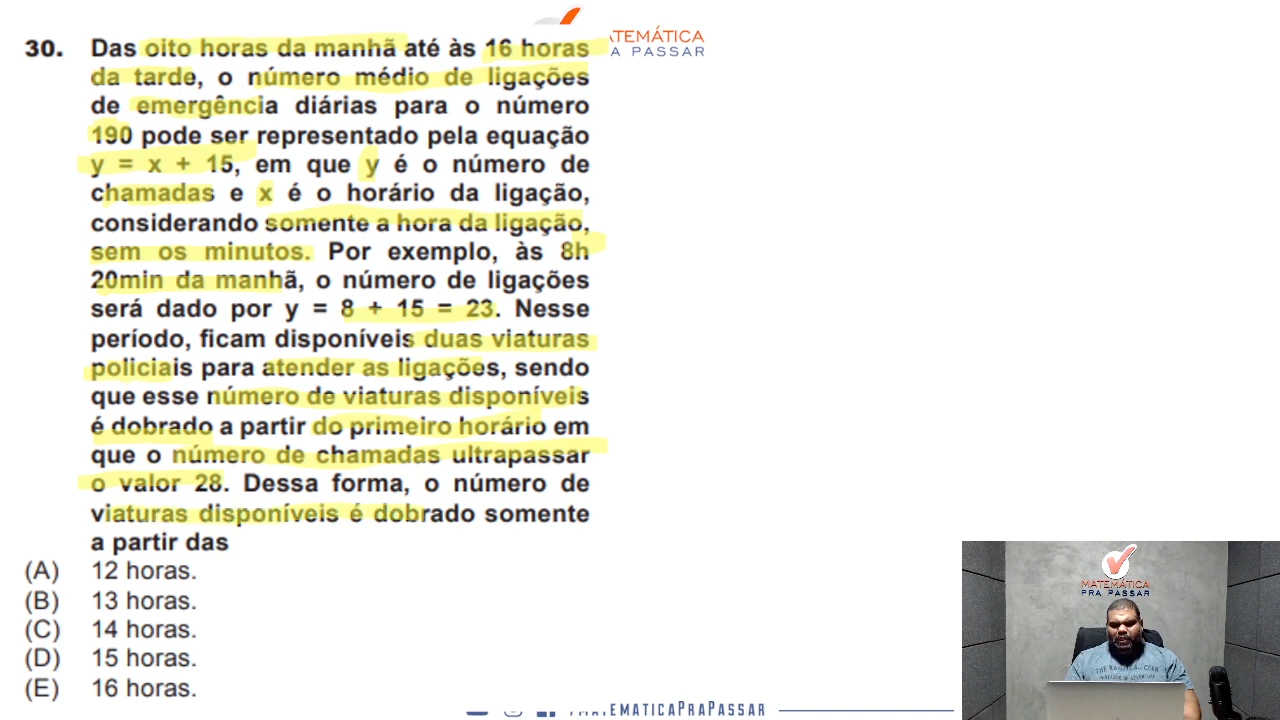 ATEMÁTICA
A PASSAR
30. Das oito horas da manhã até às 16 horas
da tarde, o número médio de ligações
de emergência diárias para o número
190 pode ser representado pela equação
y = x + 15, em que y é o número de
chamadas e x é o horário da ligação,
considerando somente a hora da ligação,
sem os minutos. Por exemplo, às 8h
20min da manhã, o número de ligações
será dado por y = 8 + 15 = 23. Nesse
período, ficam disponíveis duas viaturas
policiais para atender as ligações, sendo
que esse número de viaturas disponíveis
é dobrado a partir do primeiro horário em
que o número de chamadas ultrapassar
o valor 28. Dessa forma, o número de
viaturas disponíveis é dobrado somente
a partir das
(A) 12 horas.
(B) 13 horas.
(C) 14 horas.
(D) 15 horas.
(E) 16 horas.
MATEMÁTICA
PRA PASSAR
/MATEMATICAPRAPASSAR